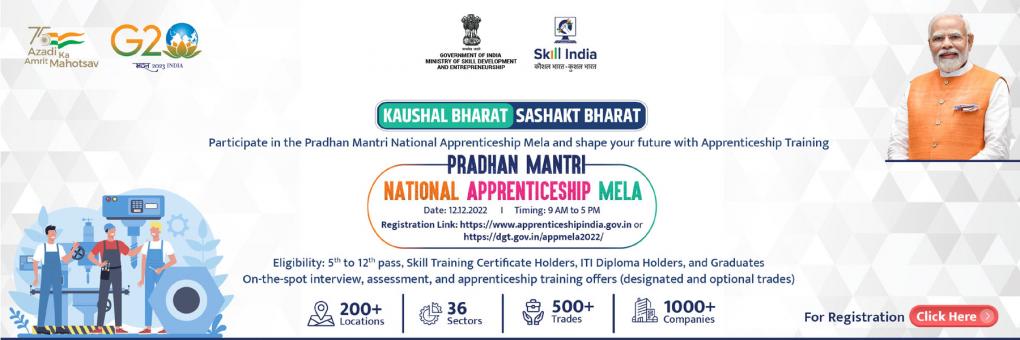 75
Azadi Ka
Amrit Mahotsav
G20
भारत 2023 INDIA
सत्यमेव जयते
GOVERNMENT OF INDIA
MINISTRY OF SKILL DEVELOPMENT
AND ENTREPRENEURSHIP
Skill India
कौशल भारत - कुशल भारत
KAUSHAL BHARAT SASHAKT BHARAT
Participate in the Pradhan Mantri National Apprenticeship Mela and shape your future with Apprenticeship Training
PRADHAN MANTRI
NATIONAL APPRENTICESHIP MELA
Date: 12.12.2022 I Timing: 9 AM to 5 PM
Registration Link: https://www.apprenticeshipindia.gov.in or
https://dgt.gov.in/appmela2022/
Eligibility: 5th to 12th pass, Skill Training Certificate Holders, ITI Diploma Holders, and Graduates
On-the-spot interview, assessment, and apprenticeship training offers (designated and optional trades)
200+
Locations
36
Sectors
500+
Trades
1000+
Companies
For Registration Click Here